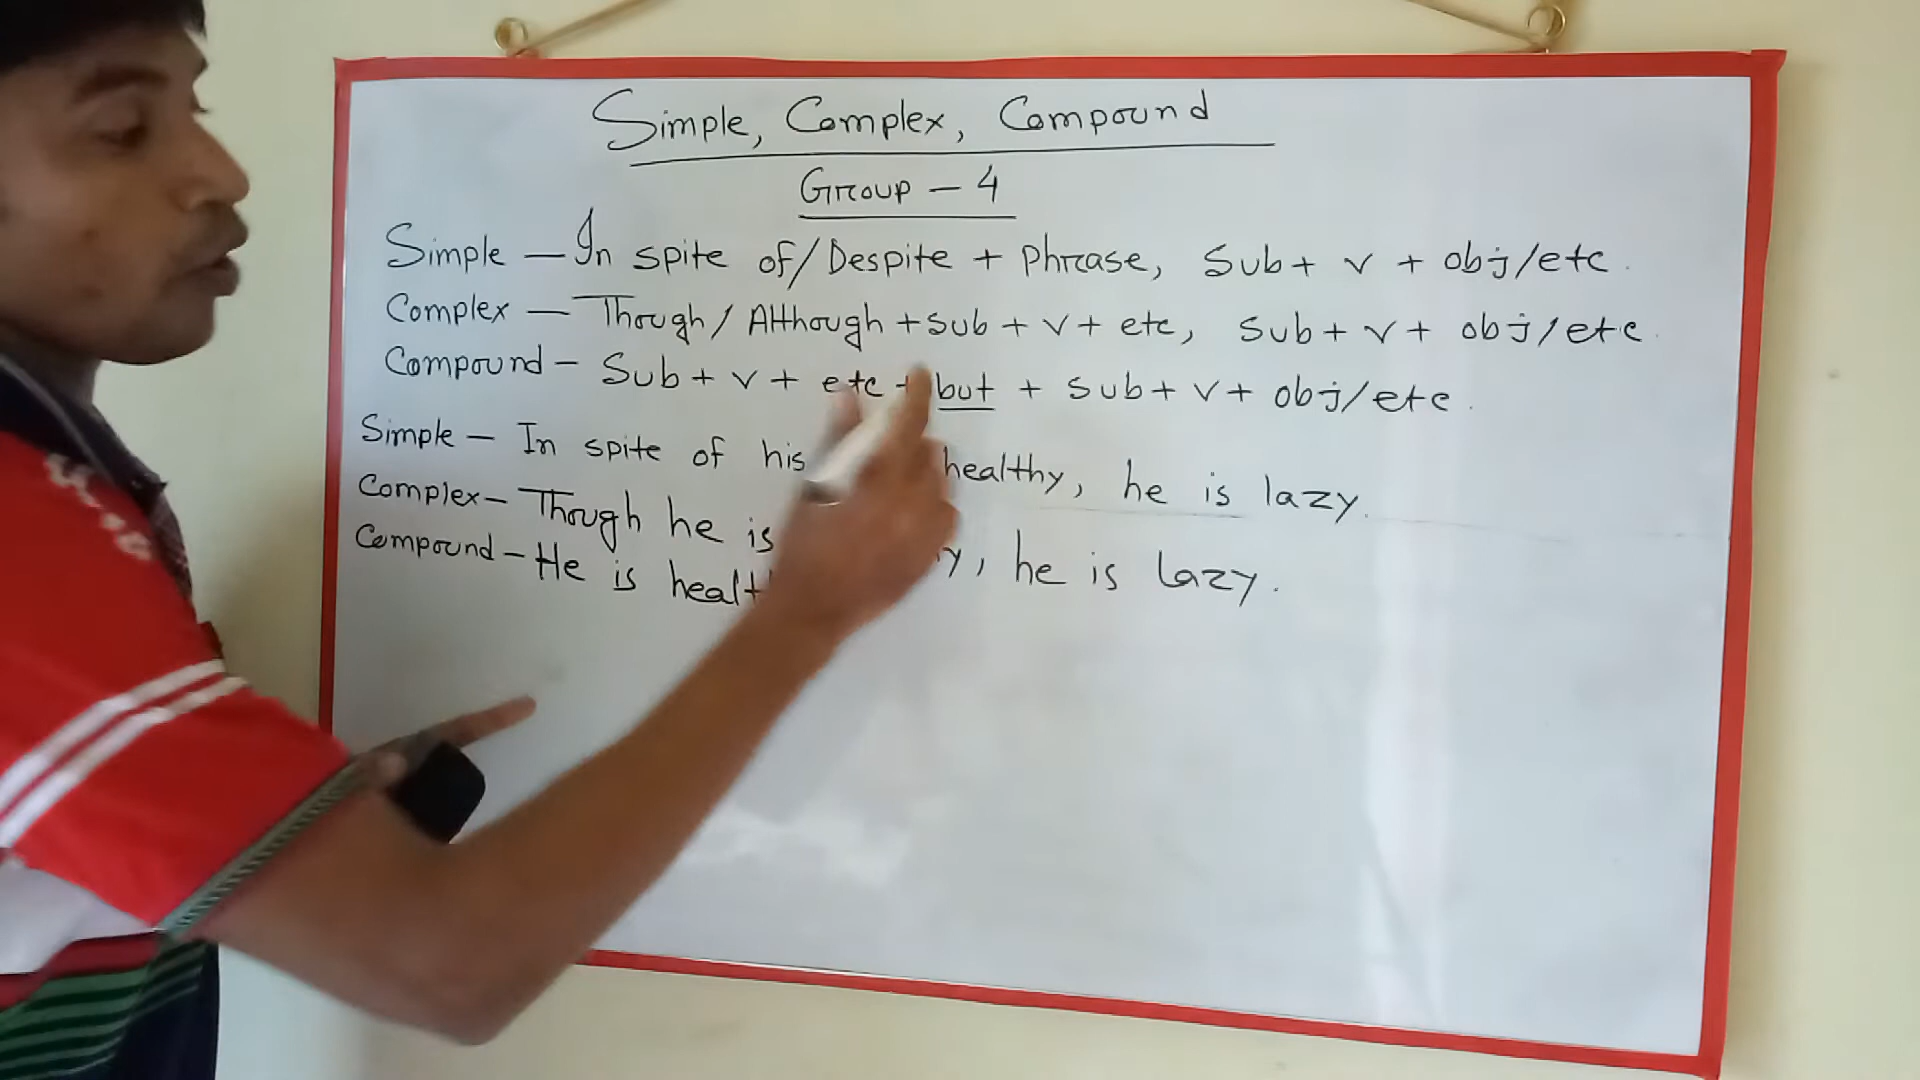 Simple, Complex, Compound
Group – 4
Simple – In spite of/Despite + Phrase, Sub + v + obj/etc.
Complex – Though/Although + sub + v + etc, Sub + v + obj/etc.
Compound – Sub + v + etc + but + sub + v + obj/etc.
Simple – In spite of his healthy, he is lazy.
Complex – Though he is , he is lazy.
Compound – He is